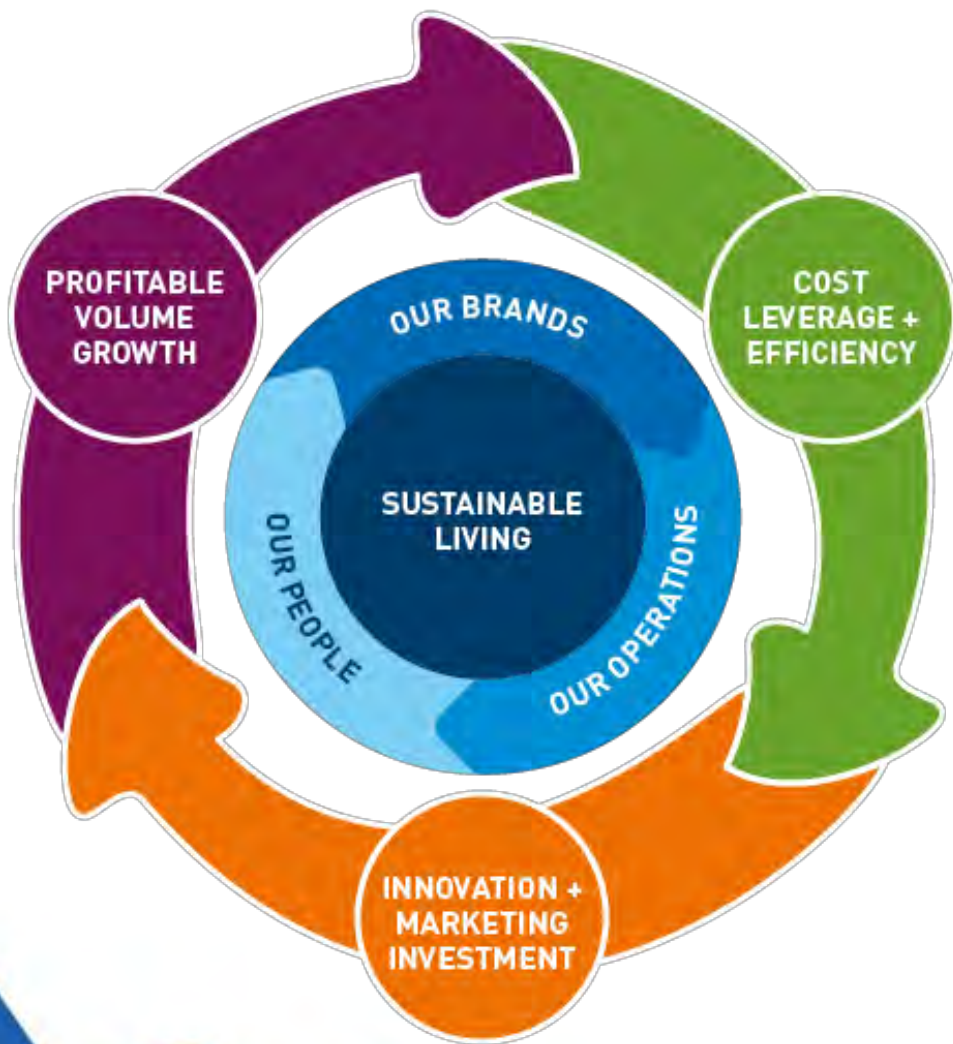 PROFITABLE
VOLUME
GROWTH
COST
LEVERAGE +
EFFICIENCY
OUR BRANDS
SUSTAINABLE
LIVING
OUR PEOPLE
OUR OPERATIONS
INNOVATION +
MARKETING
INVESTMENT